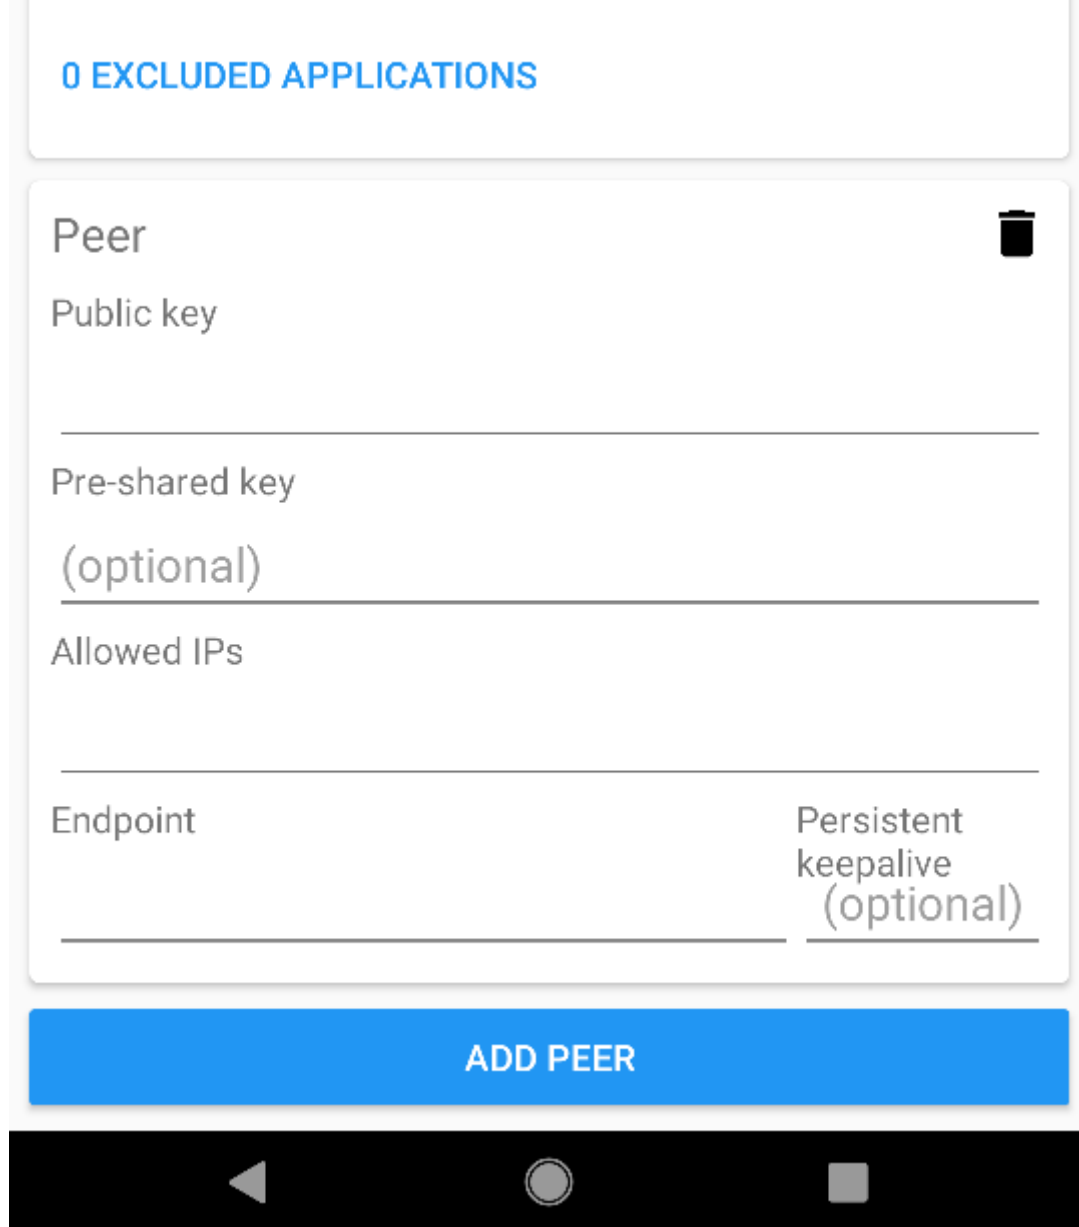 0 EXCLUDED APPLICATIONS
Peer
Public key
Pre-shared key
(optional)
Allowed IPs
Endpoint
Persistent
keepalive
(optional)
ADD PEER